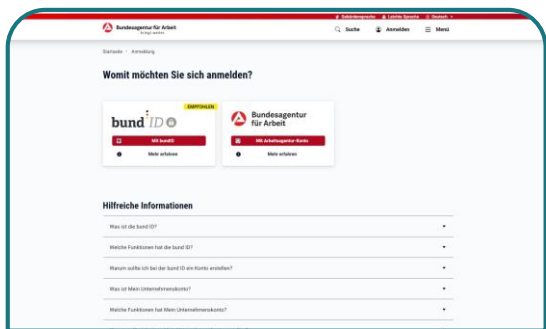 Gebärdensprache Leichte Sprache Deutsch
Bundesagentur für Arbeit
bringt weiter.
Suche Anmelden Menü
Startseite Anmeldung
Womit möchten Sie sich anmelden?
EMPFOHLEN
bund ID
Mit bundID
Mehr erfahren
Bundesagentur
für Arbeit
Mit Arbeitsagentur-Konto
Mehr erfahren
Hilfreiche Informationen
Was ist die bund ID?
Welche Funktionen hat die bund ID?
Warum sollte ich bei der bund ID ein Konto erstellen?
Was ist Mein Unternehmenskonto?
Welche Funktionen hat Mein Unternehmenskonto?